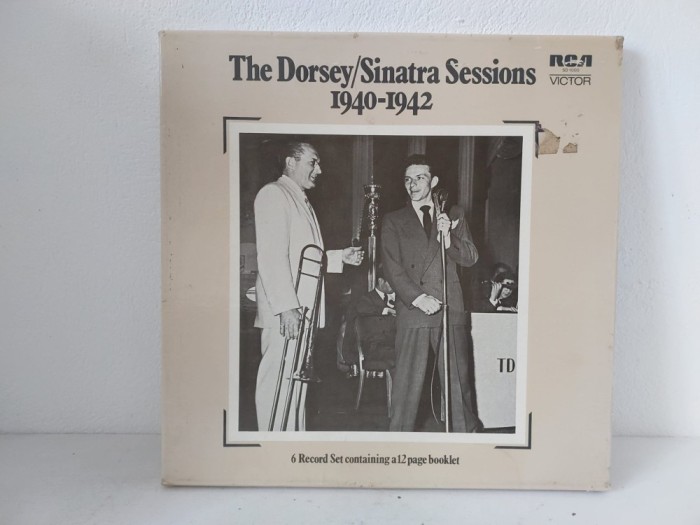 The Dorsey/Sinatra Sessions
1940-1942
RCA
VICTOR
TD
6 Record Set containing a 12 page booklet